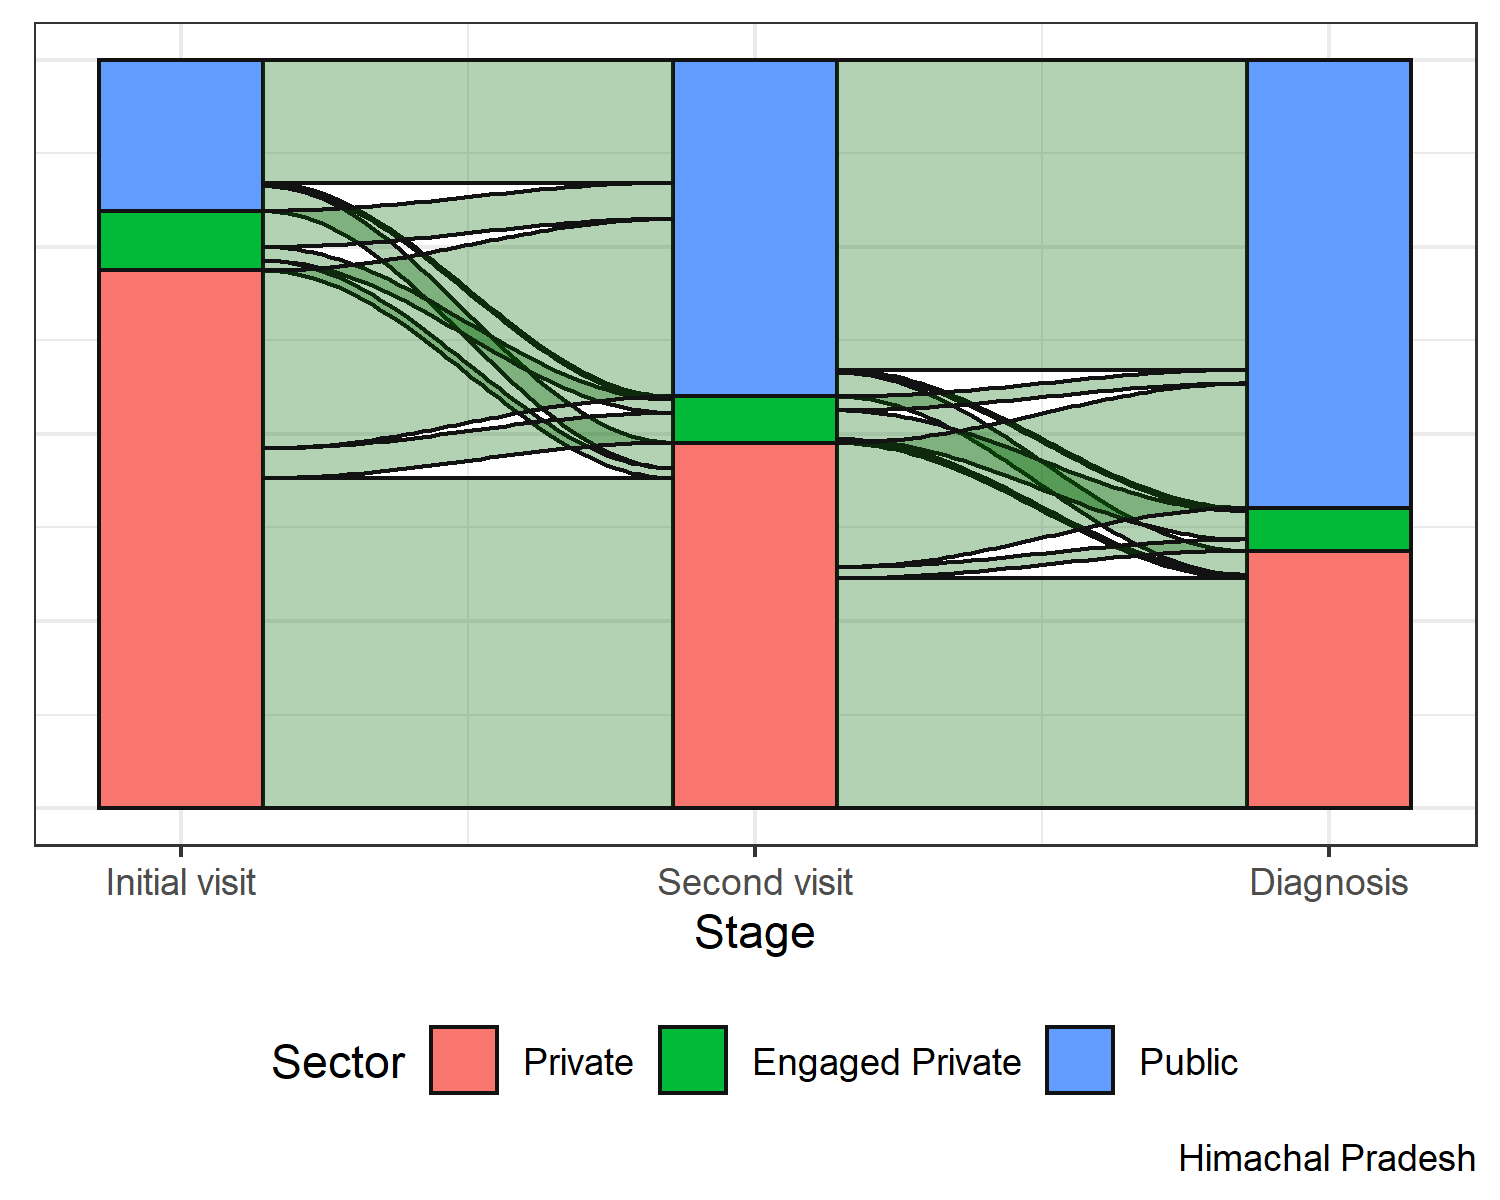 Initial visit Second visit Diagnosis
Stage
Sector Private Engaged Private Public
Himachal Pradesh